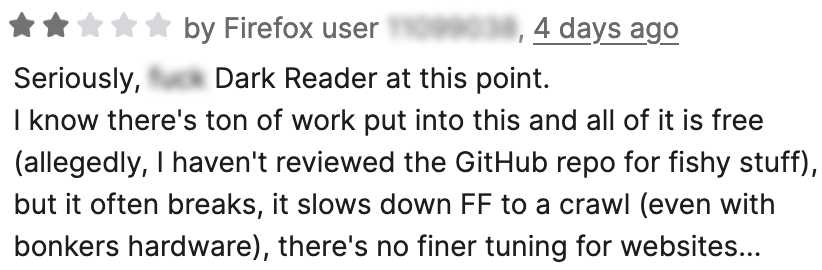 by Firefox user , 4 days ago
Seriously, Dark Reader at this point.
I know there's ton of work put into this and all of it is free
(allegedly, I haven't reviewed the GitHub repo for fishy stuff),
but it often breaks, it slows down FF to a crawl (even with
bonkers hardware), there's no finer tuning for websites...